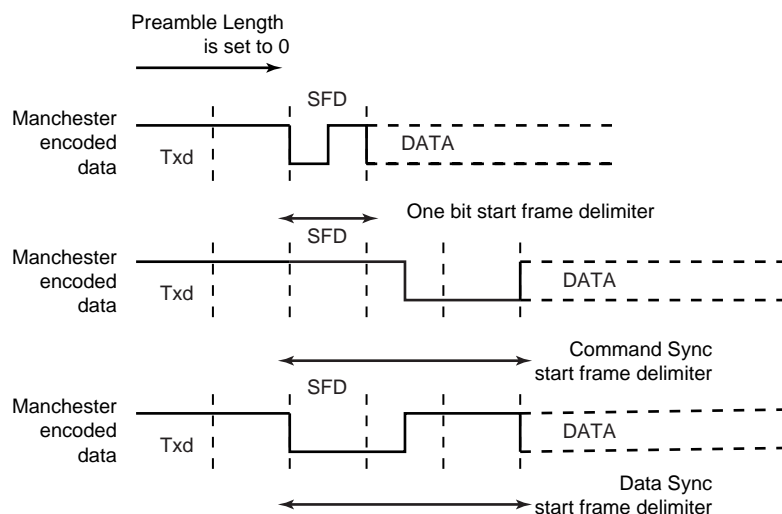 Preamble Length
is set to 0
SFD
Manchester
encoded
data
Txd
DATA
One bit start frame delimiter
SFD
Manchester
encoded
data
Txd
DATA
Command Sync
start frame delimiter
SFD
Manchester
encoded
data
Txd
DATA
Data Sync
start frame delimiter